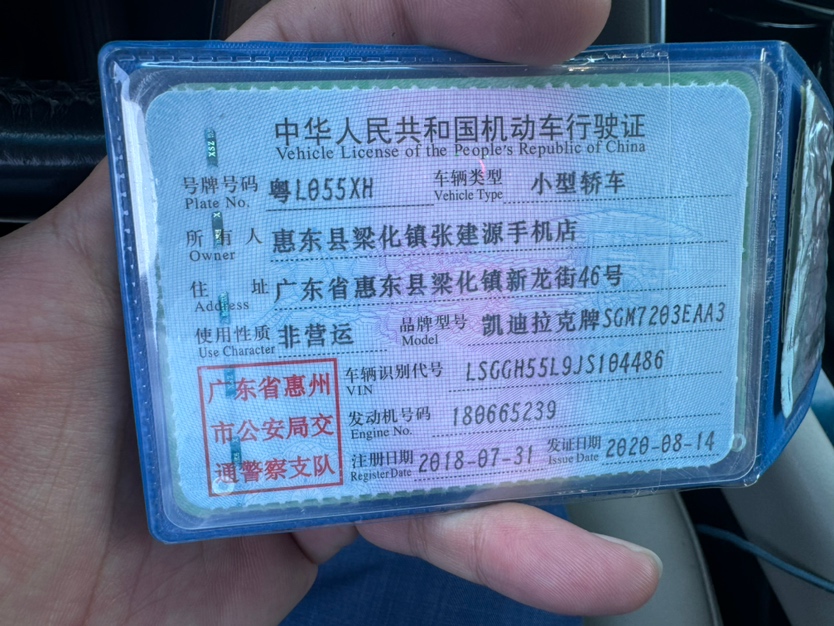 中华人民共和国机动车行驶证
Vehicle License of the People's Republic of China
号牌号码 粤L055XH 车辆类型 小型轿车
Plate No. Vehicle Type
所有人 惠东县梁化镇张建源手机店
Owner
住址 广东省惠东县梁化镇新龙街46号
Address
使用性质 非营运 品牌型号 凯迪拉克牌SGM7203EAA3
Use Character Model
广东省惠州
市公安局交
通警察支队
车辆识别代号 LSGGH55L9JS104486
VIN
发动机号码 180665239
Engine No.
注册日期 2018-07-31 发证日期 2020-08-14
Register Date Issue Date